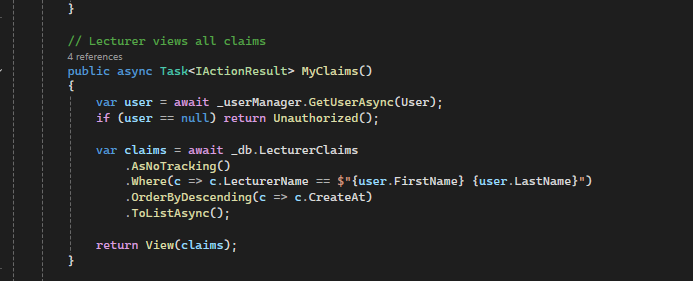 }
// Lecturer views all claims
4 references
public async Task<IActionResult> MyClaims()
{
var user = await _userManager.GetUserAsync(User);
if (user == null) return Unauthorized();
var claims = await _db.LecturerClaims
.AsNoTracking()
.Where(c => c.LecturerName == $"{user.FirstName} {user.LastName}")
.OrderByDescending(c => c.CreateAt)
.ToListAsync();
return View(claims);
}